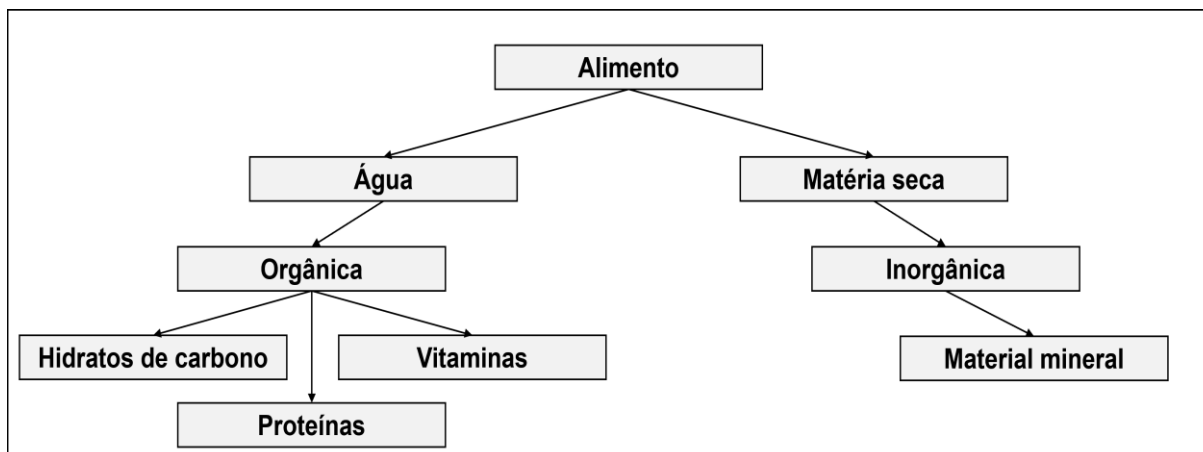 Alimento
Água
Matéria seca
Orgânica
Inorgânica
Hidratos de carbono
Vitaminas
Material mineral
Proteínas